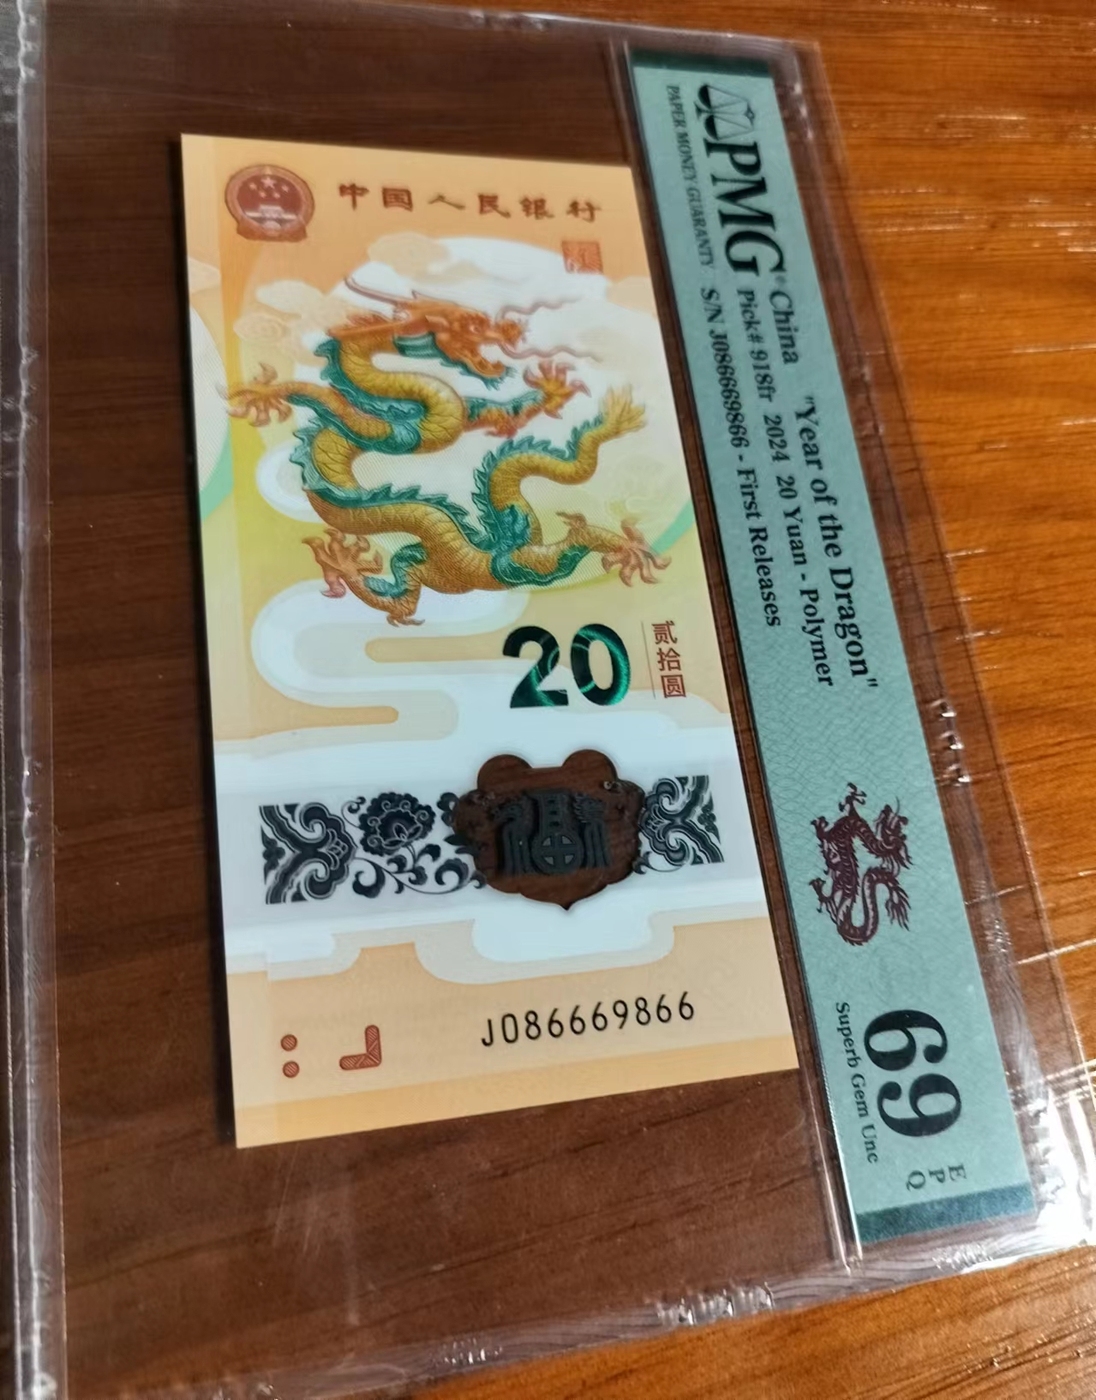 中国人民银行
20
贰拾圆
福
J086669866
PMG®
PAPER MONEY GUARANTY
China "Year of the Dragon"
Pick# 918fr 2024 20 Yuan - Polymer
S/N J086669866 - First Releases
69
EPQ
Superb Gem Unc